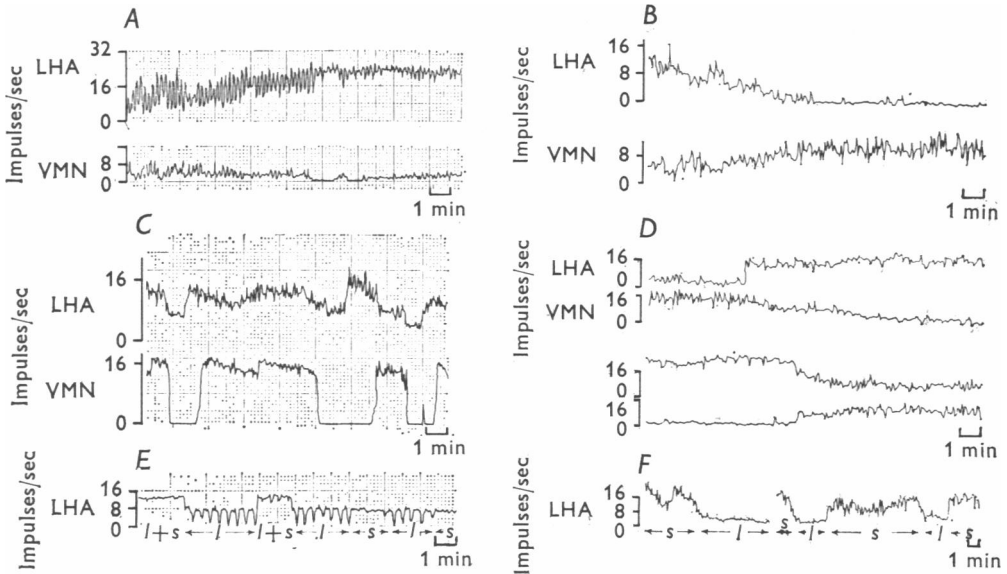 A
Impulses/sec
LHA
32
16
0
VMN
8
0
1 min
B
Impulses/sec
LHA
16
8
0
VMN
8
0
1 min
C
Impulses/sec
LHA
16
0
VMN
16
0
1 min
D
Impulses/sec
LHA
16
0
VMN
16
0
16
0
16
0
1 min
E
Impulses/sec
LHA
16
8
0
l + s l l + s l s l s
1 min
F
Impulses/sec
LHA
16
8
0
s l s l s l s
1 min